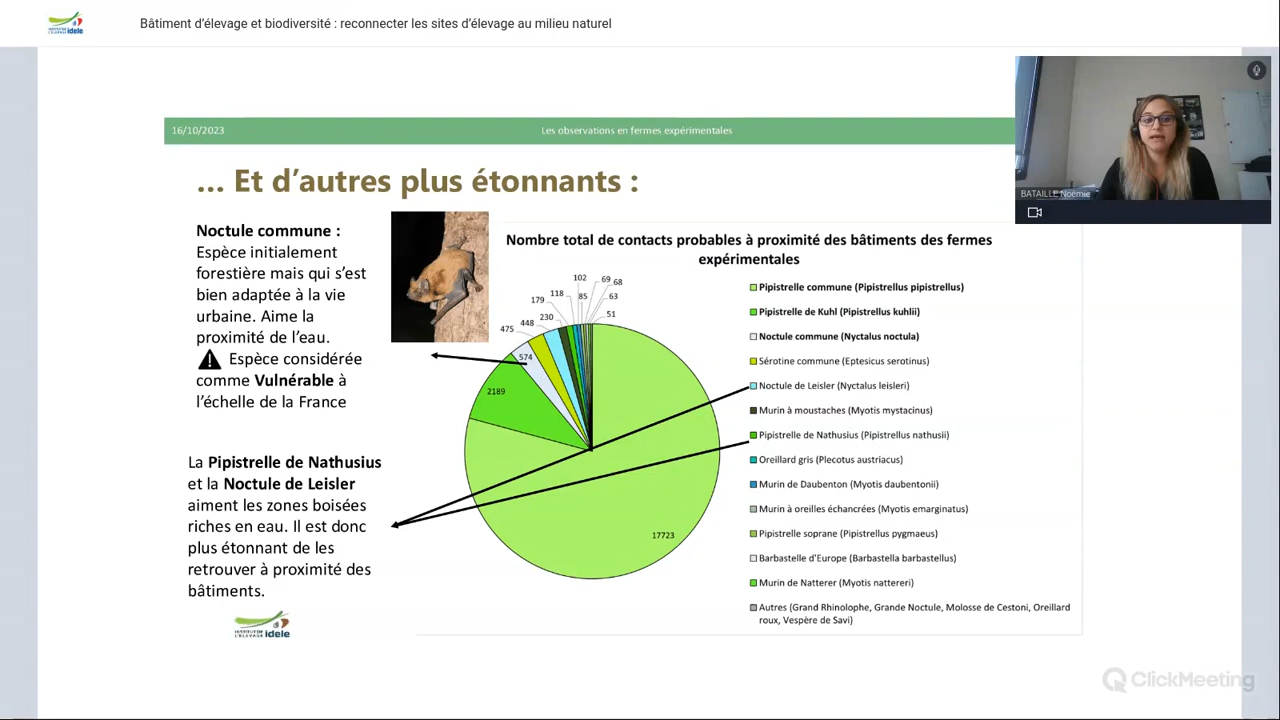 INSTITUT DE
L'ELEVAGE idele
Bâtiment d'élevage et biodiversité : reconnecter les sites d'élevage au milieu naturel
BATAILLE Noémie
16/10/2023
Les observations en fermes expérimentales
... Et d'autres plus étonnants :
Noctule commune :
Espèce initialement
forestière mais qui s'est
bien adaptée à la vie
urbaine. Aime la
proximité de l'eau.
Espèce considérée
comme Vulnérable à
l'échelle de la France
La Pipistrelle de Nathusius
et la Noctule de Leisler
aiment les zones boisées
riches en eau. Il est donc
plus étonnant de les
retrouver à proximité des
bâtiments.
INSTITUT DE
L'ELEVAGE idele
Nombre total de contacts probables à proximité des bâtiments des fermes
expérimentales
17723
2189
574
475
448
230
179
118
102
85
69
68
63
51
Pipistrelle commune (Pipistrellus pipistrellus)
Pipistrelle de Kuhl (Pipistrellus kuhlii)
Noctule commune (Nyctalus noctula)
Sérotine commune (Eptesicus serotinus)
Noctule de Leisler (Nyctalus leisleri)
Murin à moustaches (Myotis mystacinus)
Pipistrelle de Nathusius (Pipistrellus nathusii)
Oreillard gris (Plecotus austriacus)
Murin de Daubenton (Myotis daubentonii)
Murin à oreilles échancrées (Myotis emarginatus)
Pipistrelle soprane (Pipistrellus pygmaeus)
Barbastelle d'Europe (Barbastella barbastellus)
Murin de Natterer (Myotis nattereri)
Autres (Grand Rhinolophe, Grande Noctule, Molosse de Cestoni, Oreillard
roux, Vespère de Savi)
ClickMeeting